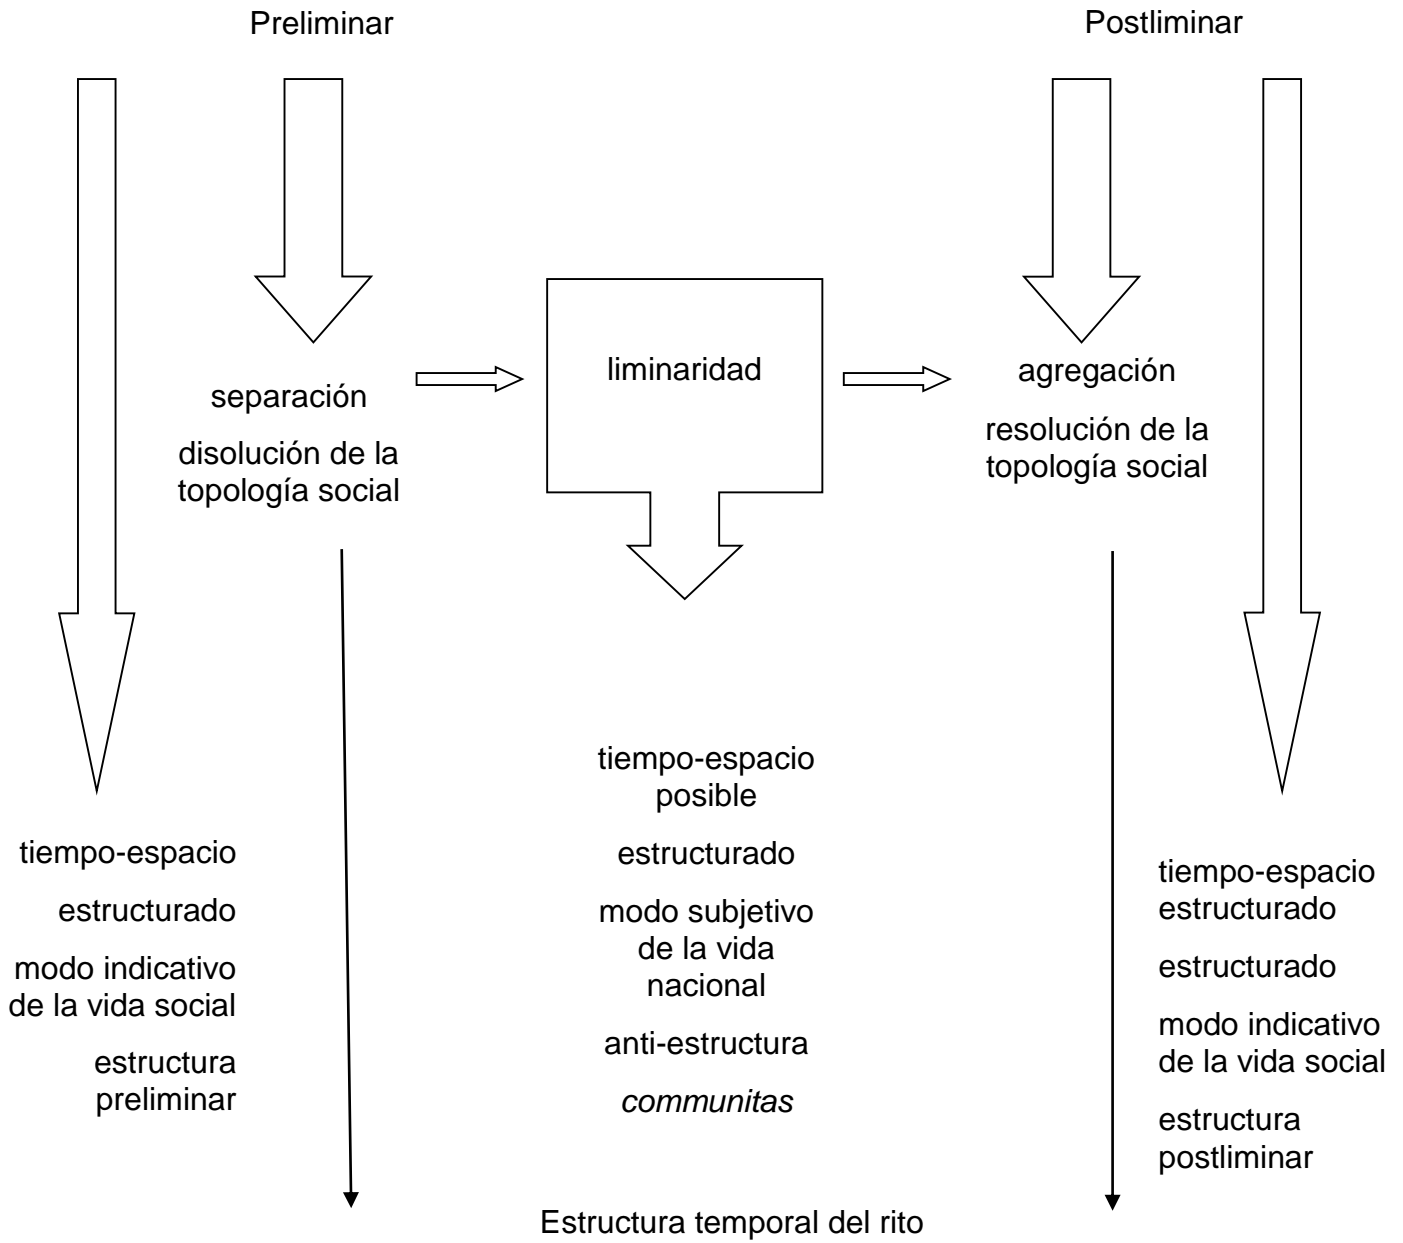 Preliminar
Postliminar
separación
disolución de la
topología social
liminaridad
agregación
resolución de la
topología social
tiempo-espacio
estructurado
modo indicativo
de la vida social
estructura
preliminar
tiempo-espacio
posible
estructurado
modo subjetivo
de la vida
nacional
anti-estructura
communitas
tiempo-espacio
estructurado
estructurado
modo indicativo
de la vida social
estructura
postliminar
Estructura temporal del rito